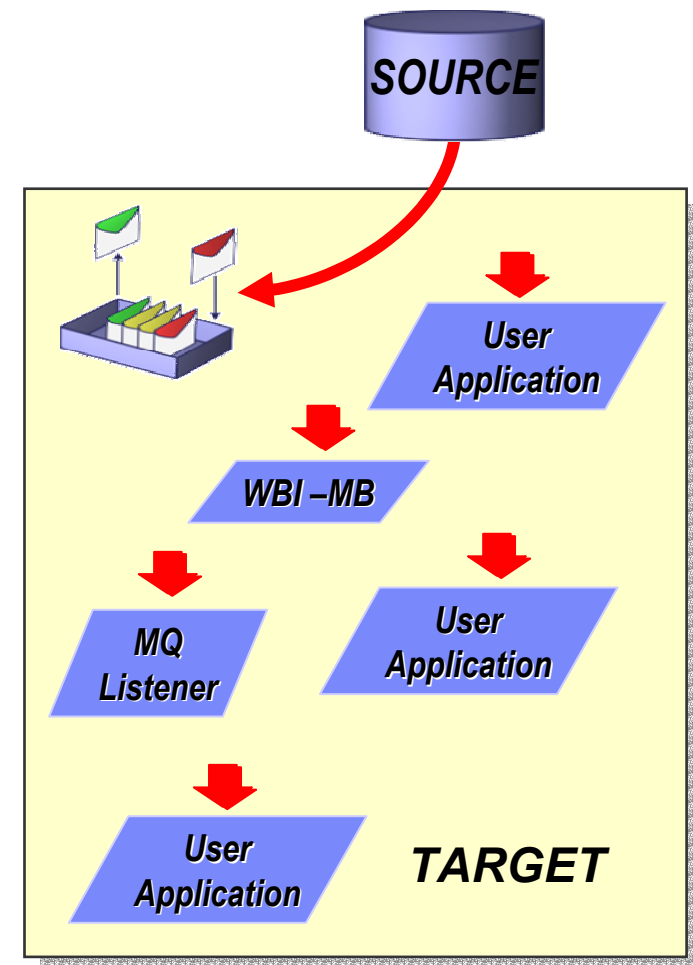 SOURCE
User
Application
WBI –MB
MQ
Listener
User
Application
User
Application
TARGET